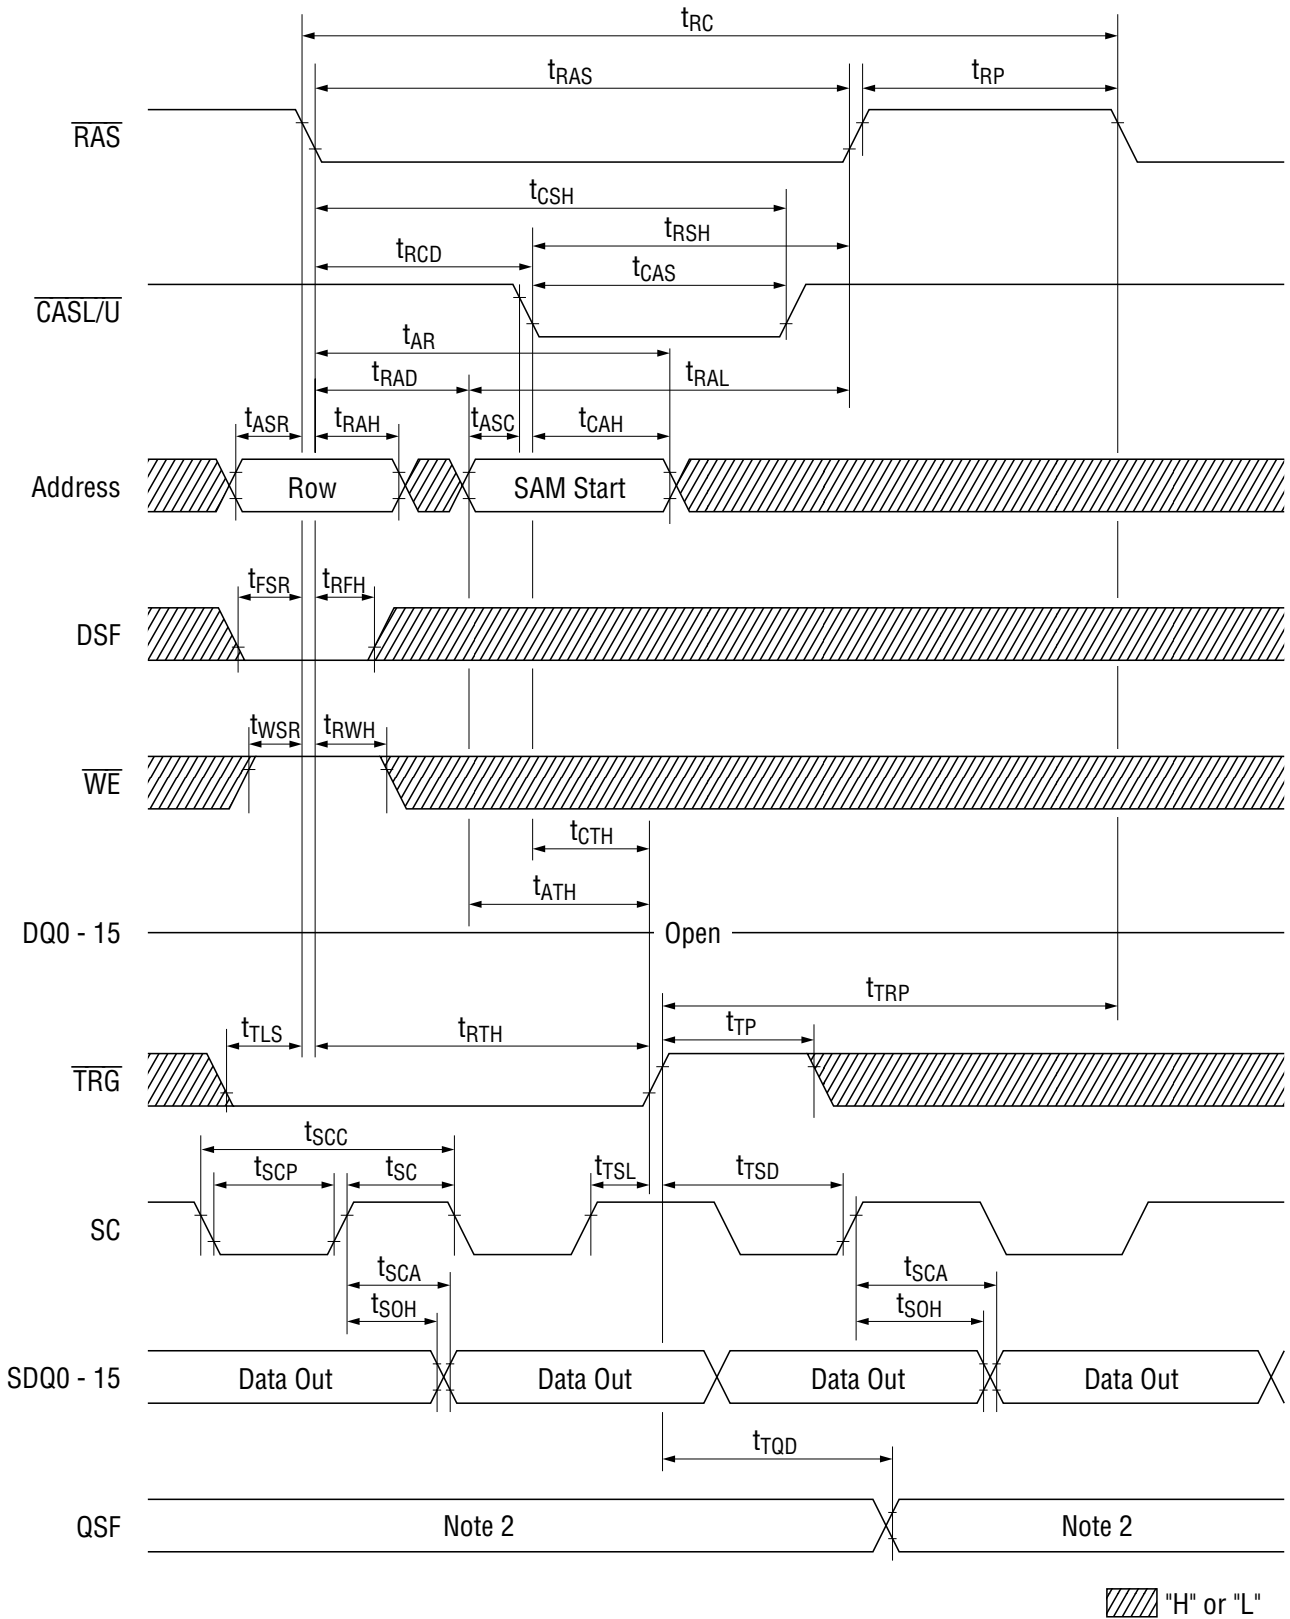 tRC
tRAS
tRP
RAS
tCSH
tRSH
tRCD
tCAS
CASL/U
tAR
tRAD
tRAL
tASR
tRAH
tASC
tCAH
Address
Row
SAM Start
tFSR
tRFH
DSF
tWSR
tRWH
WE
tCTH
tATH
DQ0 - 15
Open
tTRP
tTLS
tRTH
tTP
TRG
tSCC
tSCP
tSC
tTSL
tTSD
SC
tSCA
tSCA
tSOH
tSOH
SDQ0 - 15
Data Out
Data Out
Data Out
Data Out
tTQD
QSF
Note 2
Note 2
"H" or "L"